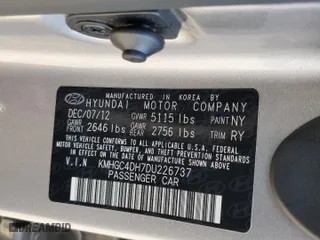 MANUFACTURED IN KOREA BY
HYUNDAI MOTOR COMPANY
DEC/07/12 GVWR 5115 lbs PAINT NY
GAWR FRONT 2646 lbs GAWR REAR 2756 lbs TRIM RY
THIS VEHICLE CONFORMS TO ALL APPLICABLE
U.S.A. FEDERAL MOTOR VEHICLE SAFETY, BUMPER,
AND THEFT PREVENTION STANDARDS IN EFFECT ON
THE DATE OF MANUFACTURE SHOWN ABOVE.
V.I.N KMHGC4DH7DU226737
PASSENGER CAR